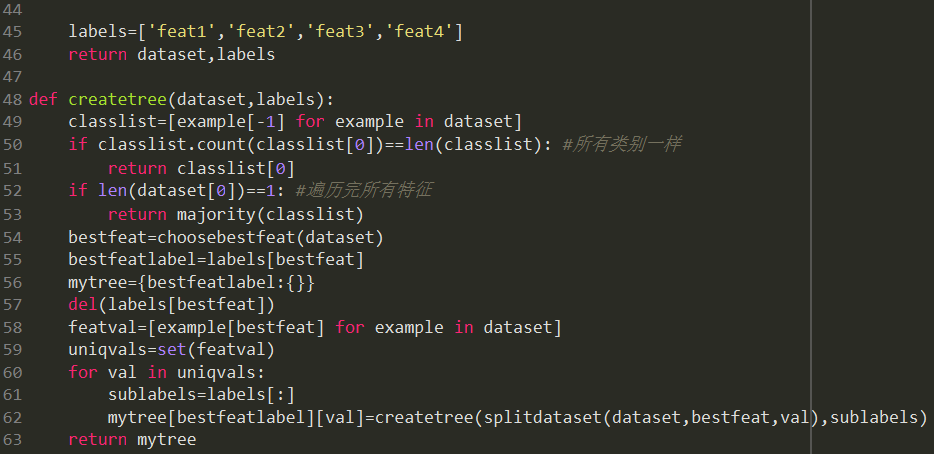 44
45 labels=['feat1','feat2','feat3','feat4']
46 return dataset,labels
47
48 def createtree(dataset,labels):
49 classlist=[example[-1] for example in dataset]
50 if classlist.count(classlist[0])==len(classlist): #所有类别一样
51 return classlist[0]
52 if len(dataset[0])==1: #遍历完所有特征
53 return majority(classlist)
54 bestfeat=choosebestfeat(dataset)
55 bestfeatlabel=labels[bestfeat]
56 mytree={bestfeatlabel:{}}
57 del(labels[bestfeat])
58 featval=[example[bestfeat] for example in dataset]
59 uniqvals=set(featval)
60 for val in uniqvals:
61 sublabels=labels[:]
62 mytree[bestfeatlabel][val]=createtree(splitdataset(dataset,bestfeat,val),sublabels)
63 return mytree